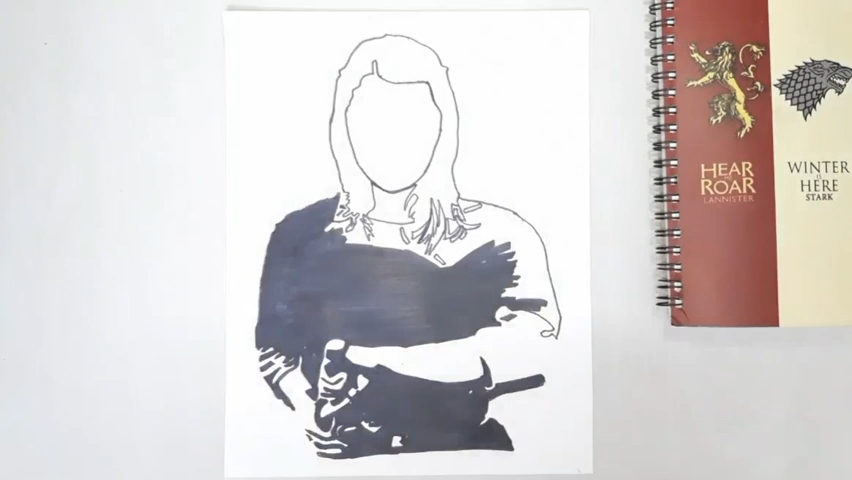 HEAR
ME
ROAR
LANNISTER
WINTER
IS
HERE
STARK